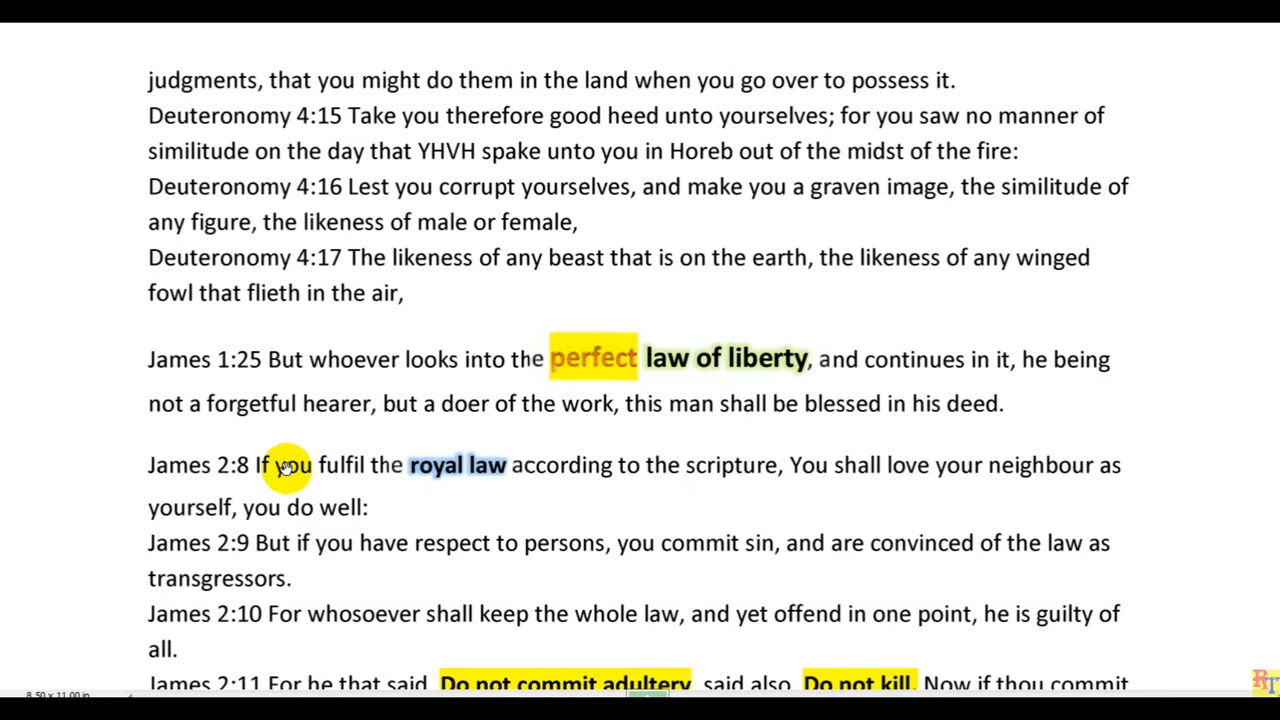 judgments, that you might do them in the land when you go over to possess it.
Deuteronomy 4:15 Take you therefore good heed unto yourselves; for you saw no manner of
similitude on the day that YHVH spake unto you in Horeb out of the midst of the fire:
Deuteronomy 4:16 Lest you corrupt yourselves, and make you a graven image, the similitude of
any figure, the likeness of male or female,
Deuteronomy 4:17 The likeness of any beast that is on the earth, the likeness of any winged
fowl that flieth in the air,
James 1:25 But whoever looks into the perfect law of liberty, and continues in it, he being
not a forgetful hearer, but a doer of the work, this man shall be blessed in his deed.
James 2:8 If you fulfil the royal law according to the scripture, You shall love your neighbour as
yourself, you do well:
James 2:9 But if you have respect to persons, you commit sin, and are convinced of the law as
transgressors.
James 2:10 For whosoever shall keep the whole law, and yet offend in one point, he is guilty of
all.
James 2:11 For he that said, Do not commit adultery, said also, Do not kill. Now if thou commit
8.50 x 11.00 in
RT